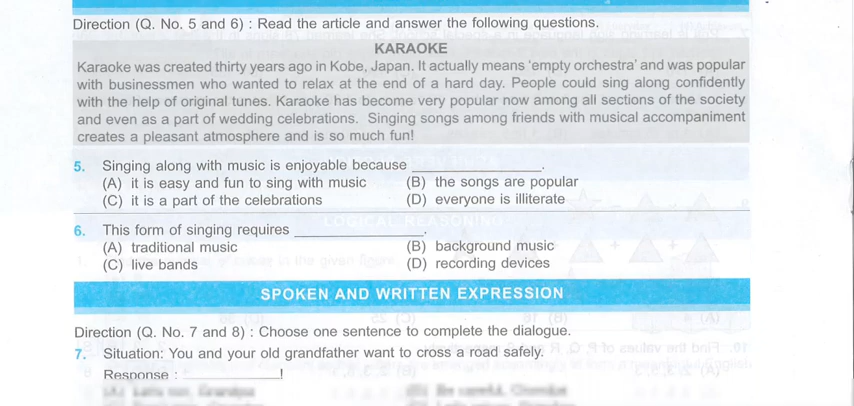 Direction (Q. No. 5 and 6) : Read the article and answer the following questions.
KARAOKE
Karaoke was created thirty years ago in Kobe, Japan. It actually means 'empty orchestra' and was popular
with businessmen who wanted to relax at the end of a hard day. People could sing along confidently
with the help of original tunes. Karaoke has become very popular now among all sections of the society
and even as a part of wedding celebrations. Singing songs among friends with musical accompaniment
creates a pleasant atmosphere and is so much fun!
5. Singing along with music is enjoyable because _______________.
(A) it is easy and fun to sing with music (B) the songs are popular
(C) it is a part of the celebrations (D) everyone is illiterate
6. This form of singing requires _______________.
(A) traditional music (B) background music
(C) live bands (D) recording devices
SPOKEN AND WRITTEN EXPRESSION
Direction (Q. No. 7 and 8) : Choose one sentence to complete the dialogue.
7. Situation: You and your old grandfather want to cross a road safely.
Response : ____________!